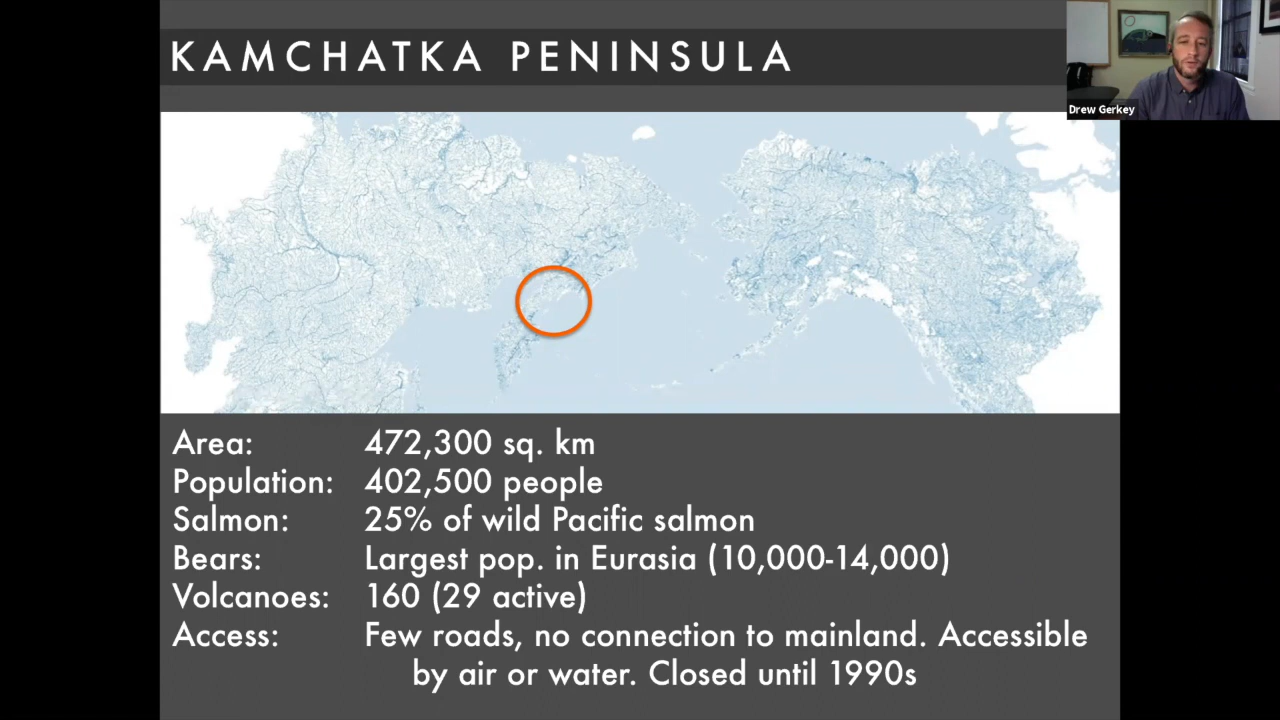 KAMCHATKA PENINSULA
Drew Gerkey
Area: 472,300 sq. km
Population: 402,500 people
Salmon: 25% of wild Pacific salmon
Bears: Largest pop. in Eurasia (10,000-14,000)
Volcanoes: 160 (29 active)
Access: Few roads, no connection to mainland. Accessible
by air or water. Closed until 1990s